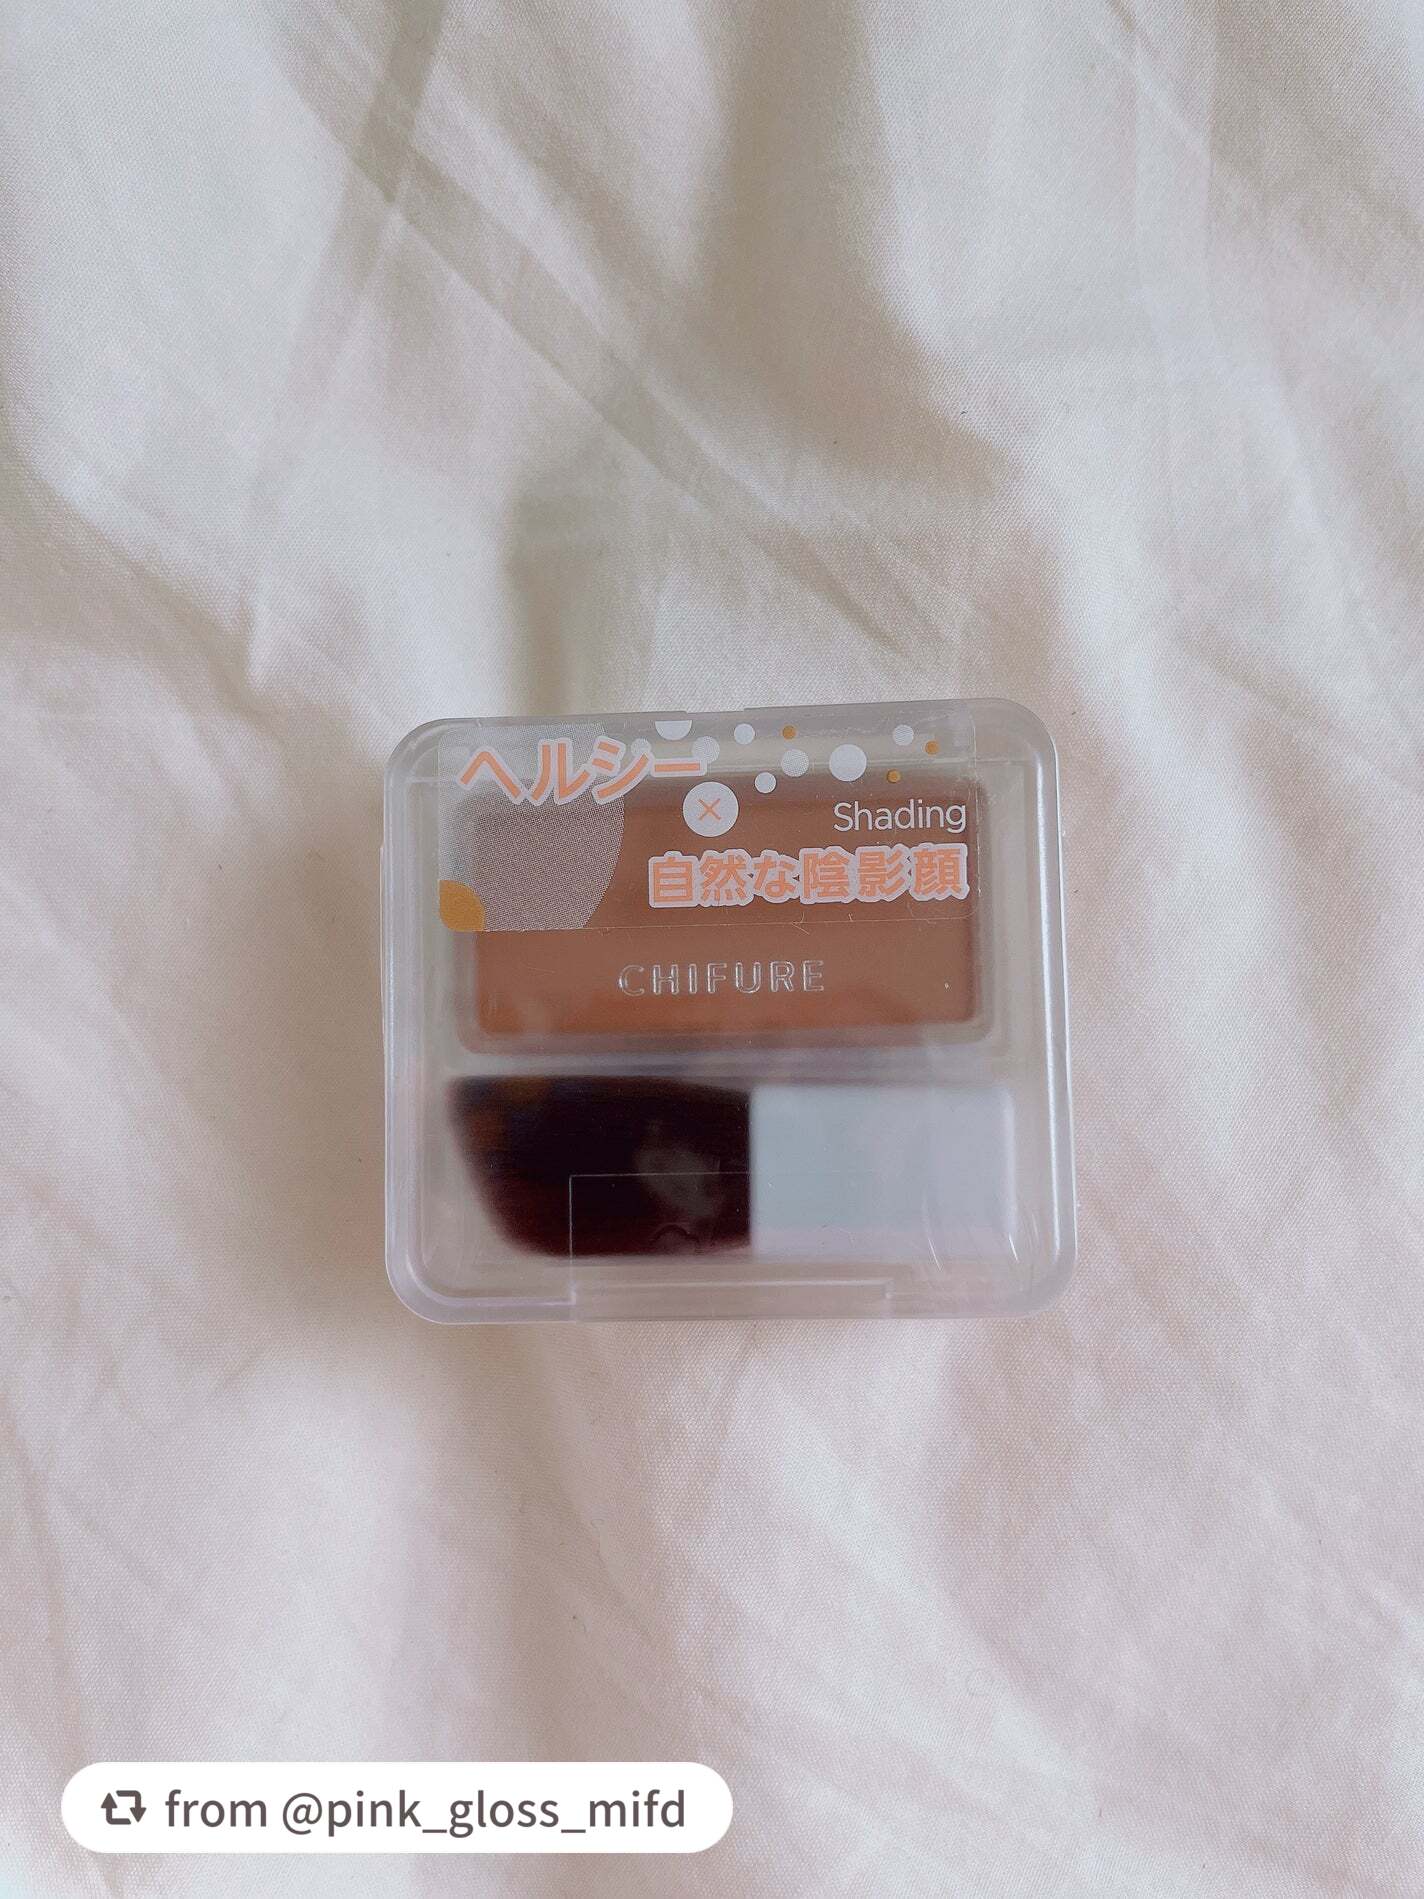 ヘルシー
×
Shading
自然な陰影顔
CHIFURE
from @pink_gloss_mifd